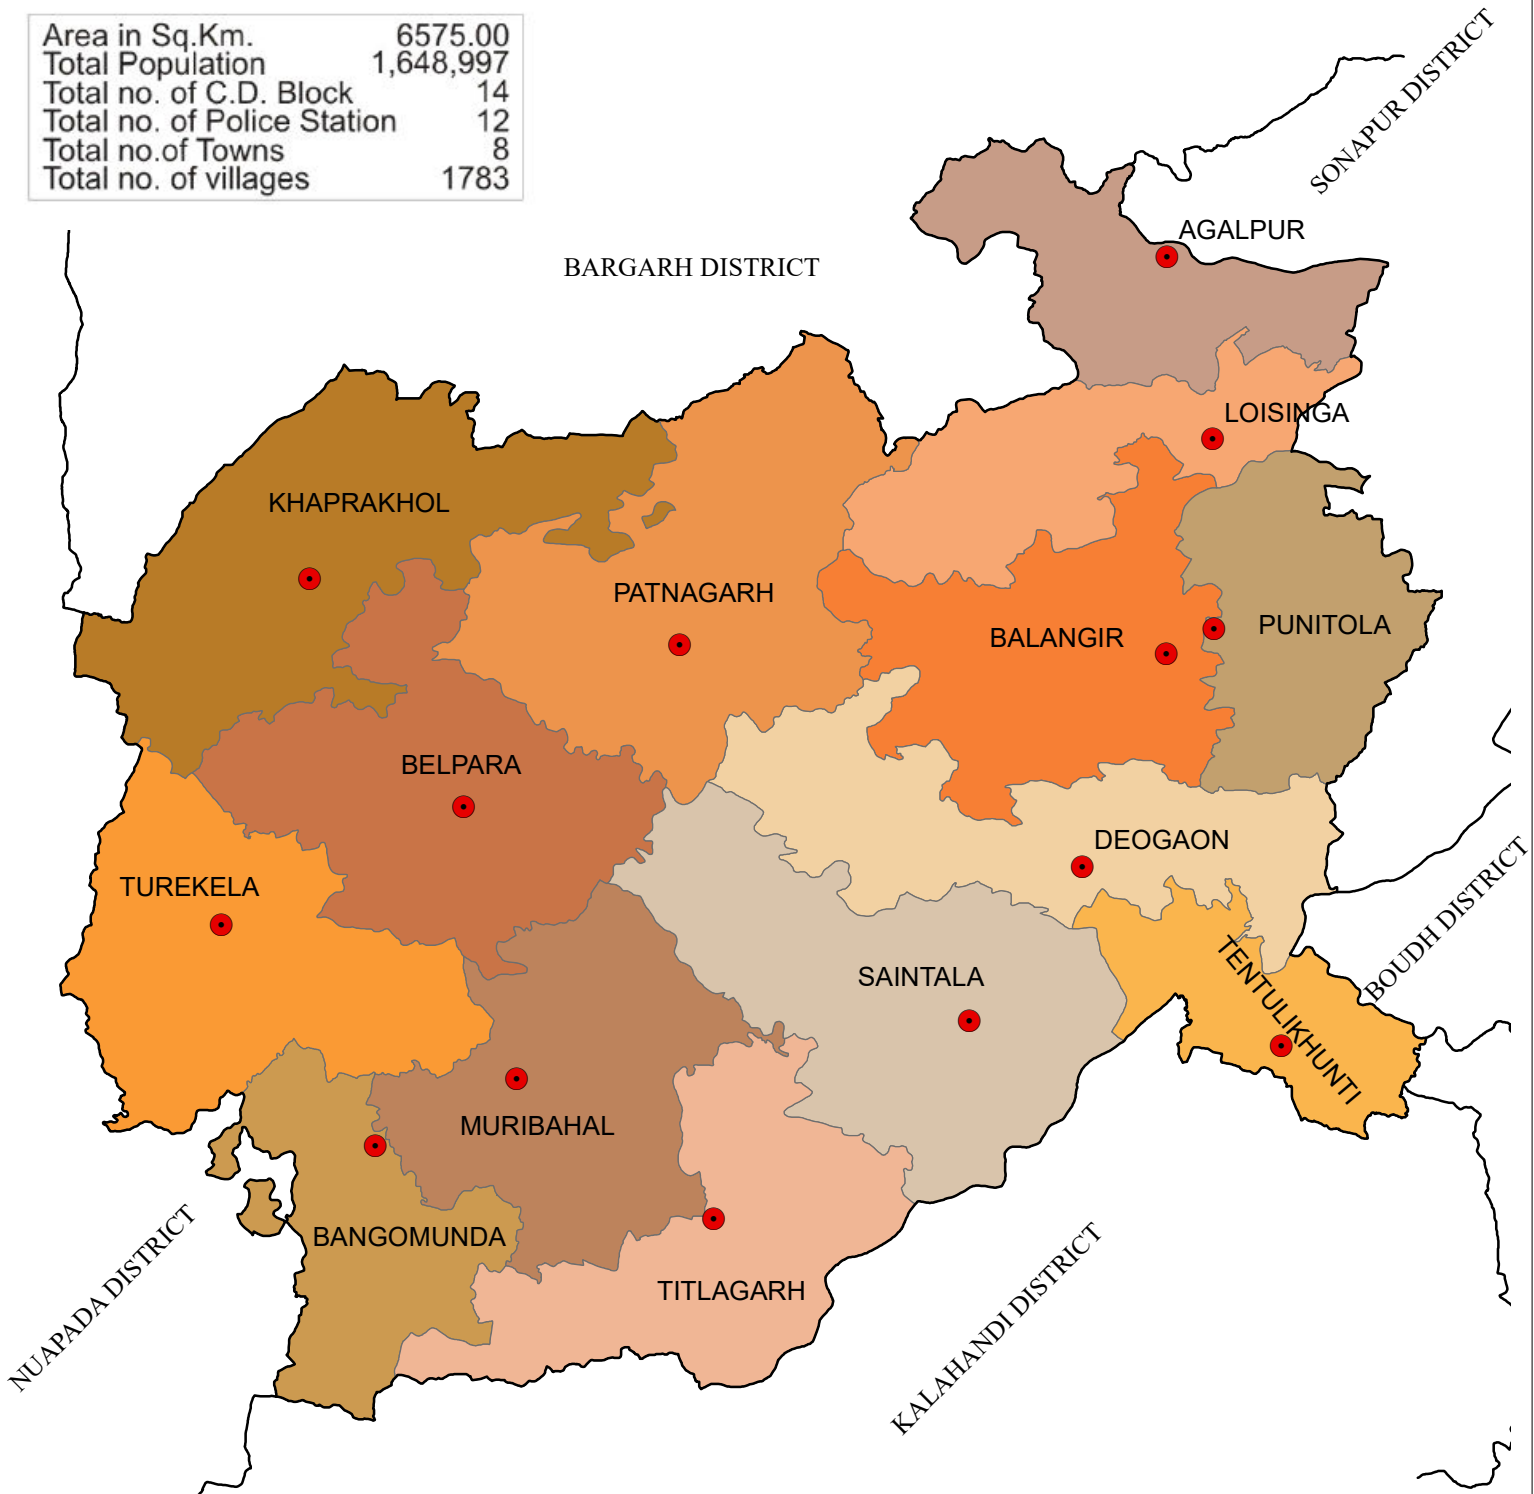 Area in Sq.Km. 6575.00
Total Population 1,648,997
Total no. of C.D. Block 14
Total no. of Police Station 12
Total no.of Towns 8
Total no. of villages 1783
SONAPUR DISTRICT
AGALPUR
BARGARH DISTRICT
LOISINGA
KHAPRAKHOL
PATNAGARH
BALANGIR
PUNITOLA
BELPARA
DEOGAON
TUREKELA
BOUDH DISTRICT
SAINTALA
TENTULIKHUNTI
MURIBAHAL
BANGOMUNDA
NUAPADA DISTRICT
TITLAGARH
KALAHANDI DISTRICT